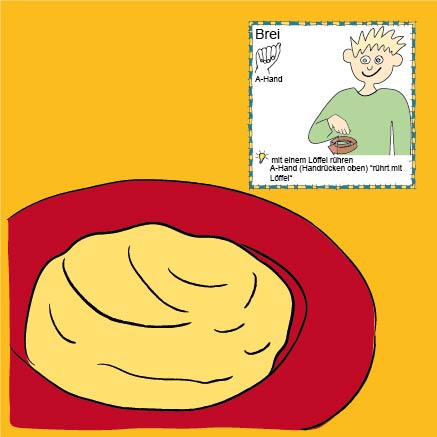 Brei
A-Hand
mit einem Löffel rühren
A-Hand (Handrücken oben) "rührt mit
Löffel"